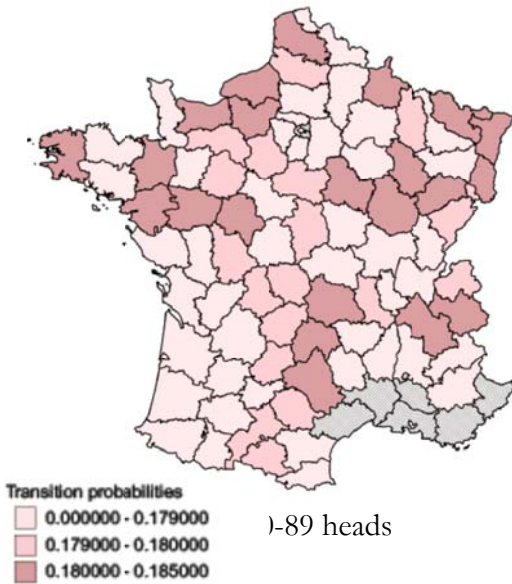 Transition probabilities
0.000000 - 0.179000
0.179000 - 0.180000
0.180000 - 0.185000
)-89 heads